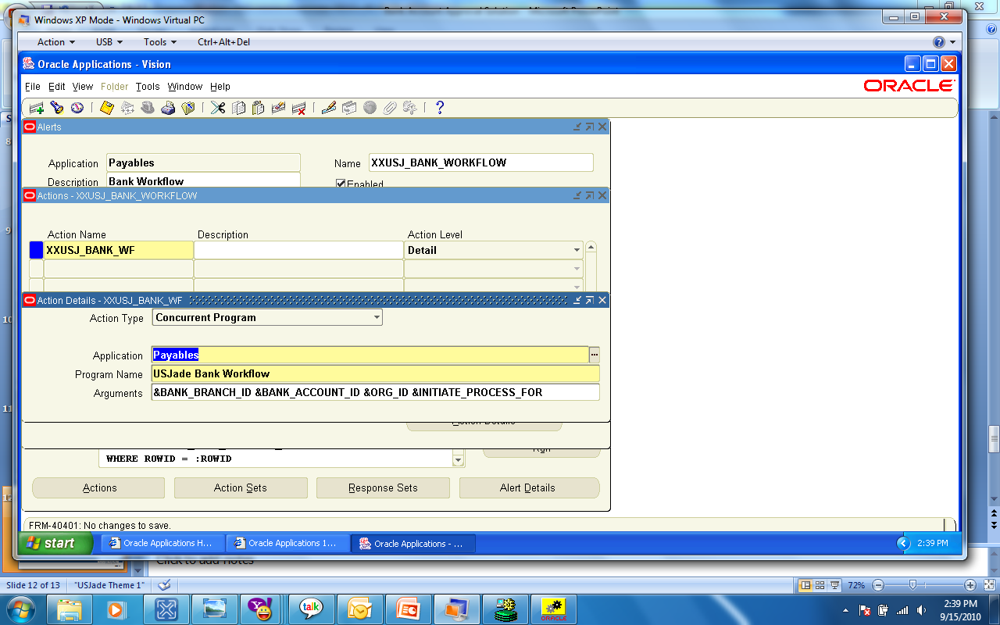 Windows XP Mode - Windows Virtual PC
Action USB Tools Ctrl+Alt+Del
Oracle Applications - Vision
File Edit View Folder Tools Window Help
ORACLE
Alerts
Application Payables Name XXUSJ_BANK_WORKFLOW
Description Bank Workflow Enabled
Actions - XXUSJ_BANK_WORKFLOW
Action Name Description Action Level
XXUSJ_BANK_WF Detail
Action Details - XXUSJ_BANK_WF
Action Type Concurrent Program
Application Payables
Program Name USJade Bank Workflow
Arguments &BANK_BRANCH_ID &BANK_ACCOUNT_ID &ORG_ID &INITIATE_PROCESS_FOR
Action Details
WHERE ROWID = :ROWID Run
Actions Action Sets Response Sets Alert Details
FRM-40401: No changes to save.
start Oracle Applications H... Oracle Applications 1... Oracle Applications - ... 2:39 PM
Click to add notes
Slide 12 of 13 "USJade Theme 1" 72%
talk ORACLE 2:39 PM
9/15/2010